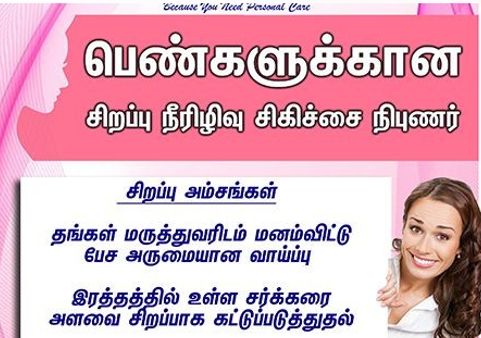 Because You Need Personal Care
பெண்களுக்கான
சிறப்பு நீரிழிவு சிகிச்சை நிபுணர்
சிறப்பு அம்சங்கள்
தங்கள் மருத்துவரிடம் மனம்விட்டு
பேச அருமையான வாய்ப்பு
இரத்தத்தில் உள்ள சர்க்கரை
அளவை சிறப்பாக கட்டுப்படுத்துதல்